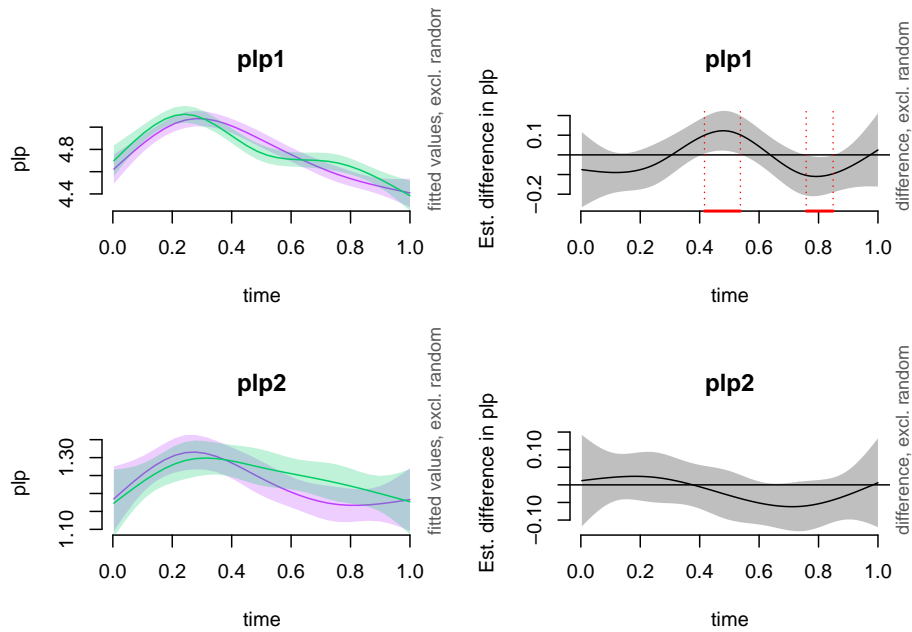 plp1
plp
4.4
4.8
0.0 0.2 0.4 0.6 0.8 1.0
time
fitted values, excl. random
plp1
Est. difference in plp
−0.2
0.1
0.0 0.2 0.4 0.6 0.8 1.0
time
difference, excl. random
plp2
plp
1.10
1.30
0.0 0.2 0.4 0.6 0.8 1.0
time
fitted values, excl. random
plp2
Est. difference in plp
−0.10
0.10
0.0 0.2 0.4 0.6 0.8 1.0
time
difference, excl. random